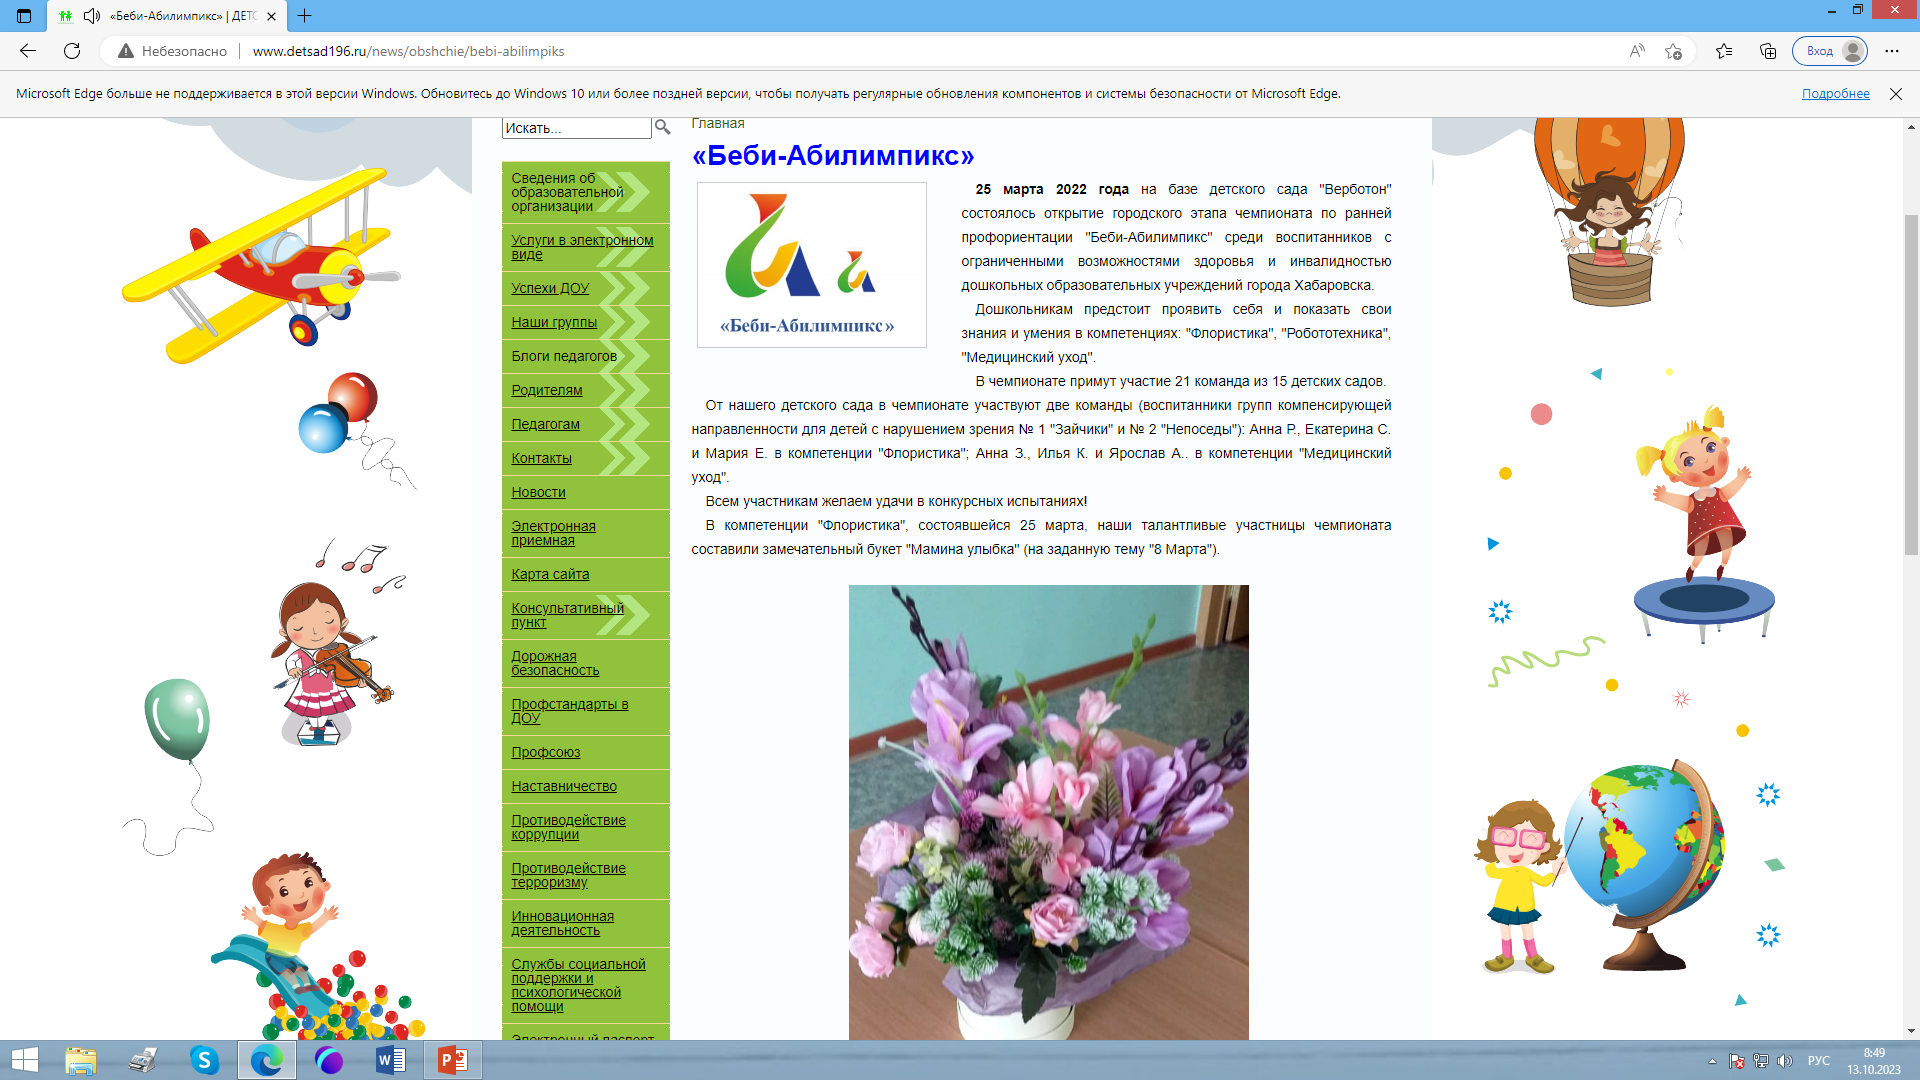 «Беби-Абилимпикс» | ДЕТС
Небезопасно
www.detsad196.ru/news/obshchie/bebi-abilimpiks
Вход
Microsoft Edge больше не поддерживается в этой версии Windows. Обновитесь до Windows 10 или более поздней версии, чтобы получать регулярные обновления компонентов и системы безопасности от Microsoft Edge.
Подробнее
Искать...
Сведения об
образовательной
организации
Услуги в электронном
виде
Успехи ДОУ
Наши группы
Блоги педагогов
Родителям
Педагогам
Контакты
Новости
Электронная
приемная
Карта сайта
Консультативный
пункт
Дорожная
безопасность
Профстандарты в
ДОУ
Профсоюз
Наставничество
Противодействие
коррупции
Противодействие
терроризму
Инновационная
деятельность
Службы социальной
поддержки и
психологической
помощи
Электронный паспорт
Главная
«Беби-Абилимпикс»
«Беби-Абилимпикс»
25 марта 2022 года на базе детского сада "Верботон"
состоялось открытие городского этапа чемпионата по ранней
профориентации "Беби-Абилимпикс" среди воспитанников с
ограниченными возможностями здоровья и инвалидностью
дошкольных образовательных учреждений города Хабаровска.
Дошкольникам предстоит проявить себя и показать свои
знания и умения в компетенциях: "Флористика", "Робототехника",
"Медицинский уход".
В чемпионате примут участие 21 команда из 15 детских садов.
От нашего детского сада в чемпионате участвуют две команды (воспитанники групп компенсирующей
направленности для детей с нарушением зрения № 1 "Зайчики" и № 2 "Непоседы"): Анна Р., Екатерина С.
и Мария Е. в компетенции "Флористика"; Анна З., Илья К. и Ярослав А.. в компетенции "Медицинский
уход".
Всем участникам желаем удачи в конкурсных испытаниях!
В компетенции "Флористика", состоявшейся 25 марта, наши талантливые участницы чемпионата
составили замечательный букет "Мамина улыбка" (на заданную тему "8 Марта").
РУС
8:49
13.10.2023